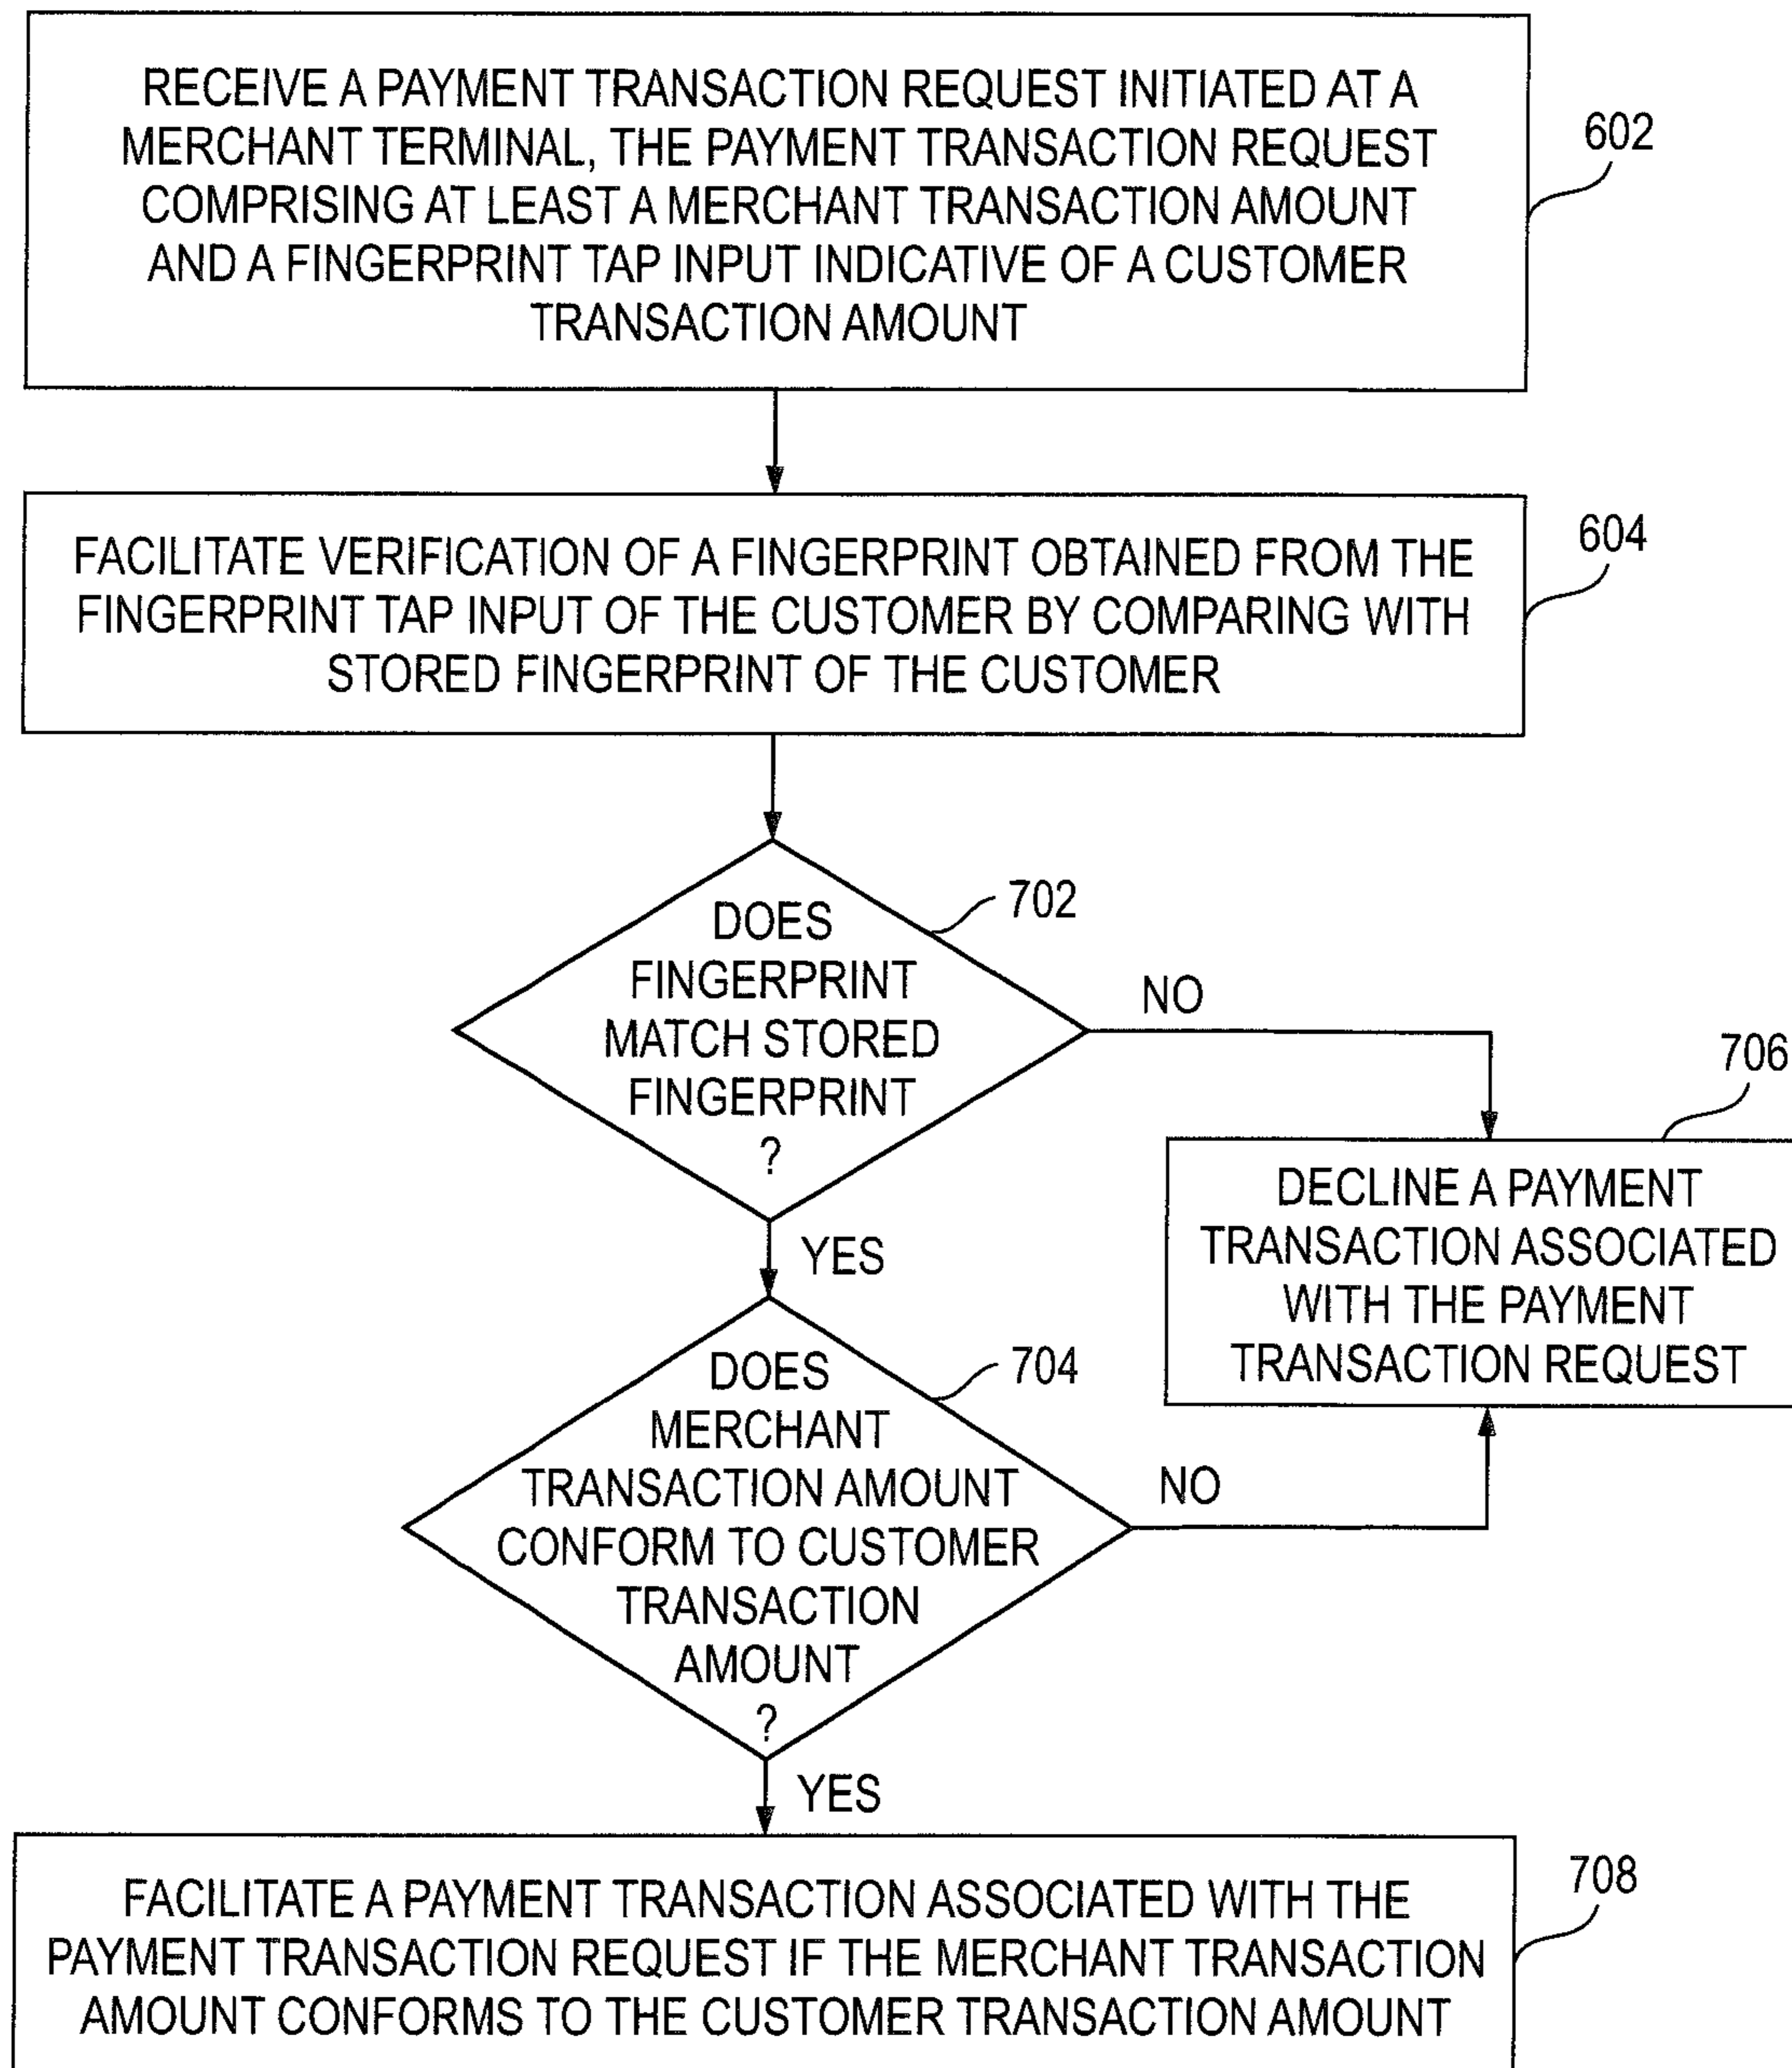 RECEIVE A PAYMENT TRANSACTION REQUEST INITIATED AT A
MERCHANT TERMINAL, THE PAYMENT TRANSACTION REQUEST
COMPRISING AT LEAST A MERCHANT TRANSACTION AMOUNT
AND A FINGERPRINT TAP INPUT INDICATIVE OF A CUSTOMER
TRANSACTION AMOUNT
602
FACILITATE VERIFICATION OF A FINGERPRINT OBTAINED FROM THE
FINGERPRINT TAP INPUT OF THE CUSTOMER BY COMPARING WITH
STORED FINGERPRINT OF THE CUSTOMER
604
DOES
FINGERPRINT
MATCH STORED
FINGERPRINT
?
702
NO
YES
706
DECLINE A PAYMENT
TRANSACTION ASSOCIATED
WITH THE PAYMENT
TRANSACTION REQUEST
DOES
MERCHANT
TRANSACTION AMOUNT
CONFORM TO CUSTOMER
TRANSACTION
AMOUNT
?
704
NO
YES
FACILITATE A PAYMENT TRANSACTION ASSOCIATED WITH THE
PAYMENT TRANSACTION REQUEST IF THE MERCHANT TRANSACTION
AMOUNT CONFORMS TO THE CUSTOMER TRANSACTION AMOUNT
708